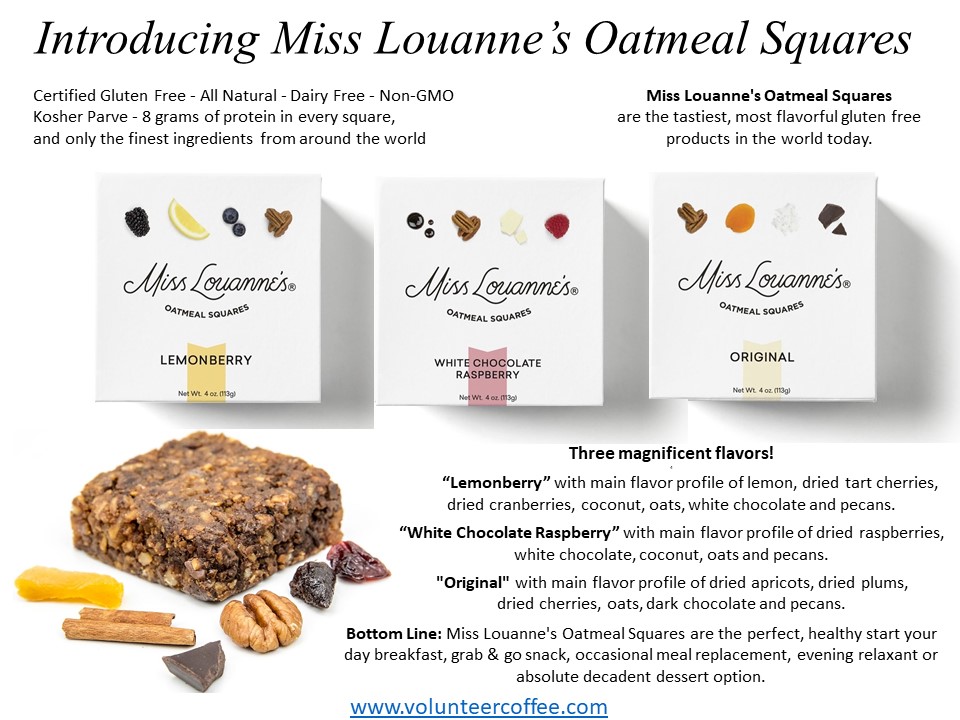 Introducing Miss Louanne’s Oatmeal Squares
Certified Gluten Free - All Natural - Dairy Free - Non-GMO
Kosher Parve - 8 grams of protein in every square,
and only the finest ingredients from around the world
Miss Louanne's Oatmeal Squares
are the tastiest, most flavorful gluten free
products in the world today.
Miss Louanne's®
OATMEAL SQUARES
LEMONBERRY
Net Wt. 4 oz. (113g)
Miss Louanne's®
OATMEAL SQUARES
WHITE CHOCOLATE
RASPBERRY
Net Wt. 4 oz. (113g)
Miss Louanne's®
OATMEAL SQUARES
ORIGINAL
Net Wt. 4 oz. (113g)
Three magnificent flavors!
“Lemonberry” with main flavor profile of lemon, dried tart cherries,
dried cranberries, coconut, oats, white chocolate and pecans.
“White Chocolate Raspberry” with main flavor profile of dried raspberries,
white chocolate, coconut, oats and pecans.
"Original" with main flavor profile of dried apricots, dried plums,
dried cherries, oats, dark chocolate and pecans.
Bottom Line: Miss Louanne's Oatmeal Squares are the perfect, healthy start your
day breakfast, grab & go snack, occasional meal replacement, evening relaxant or
absolute decadent dessert option.
www.volunteercoffee.com